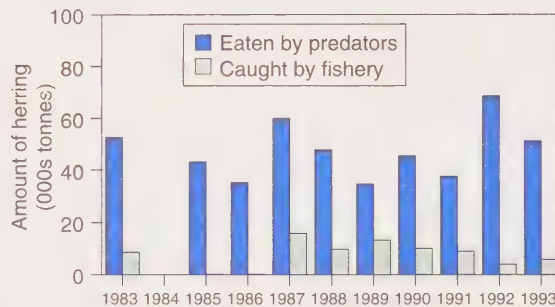 Amount of herring
(000s tonnes)
100
80
60
40
20
0
Eaten by predators
Caught by fishery
1983 1984 1985 1986 1987 1988 1989 1990 1991 1992 1993